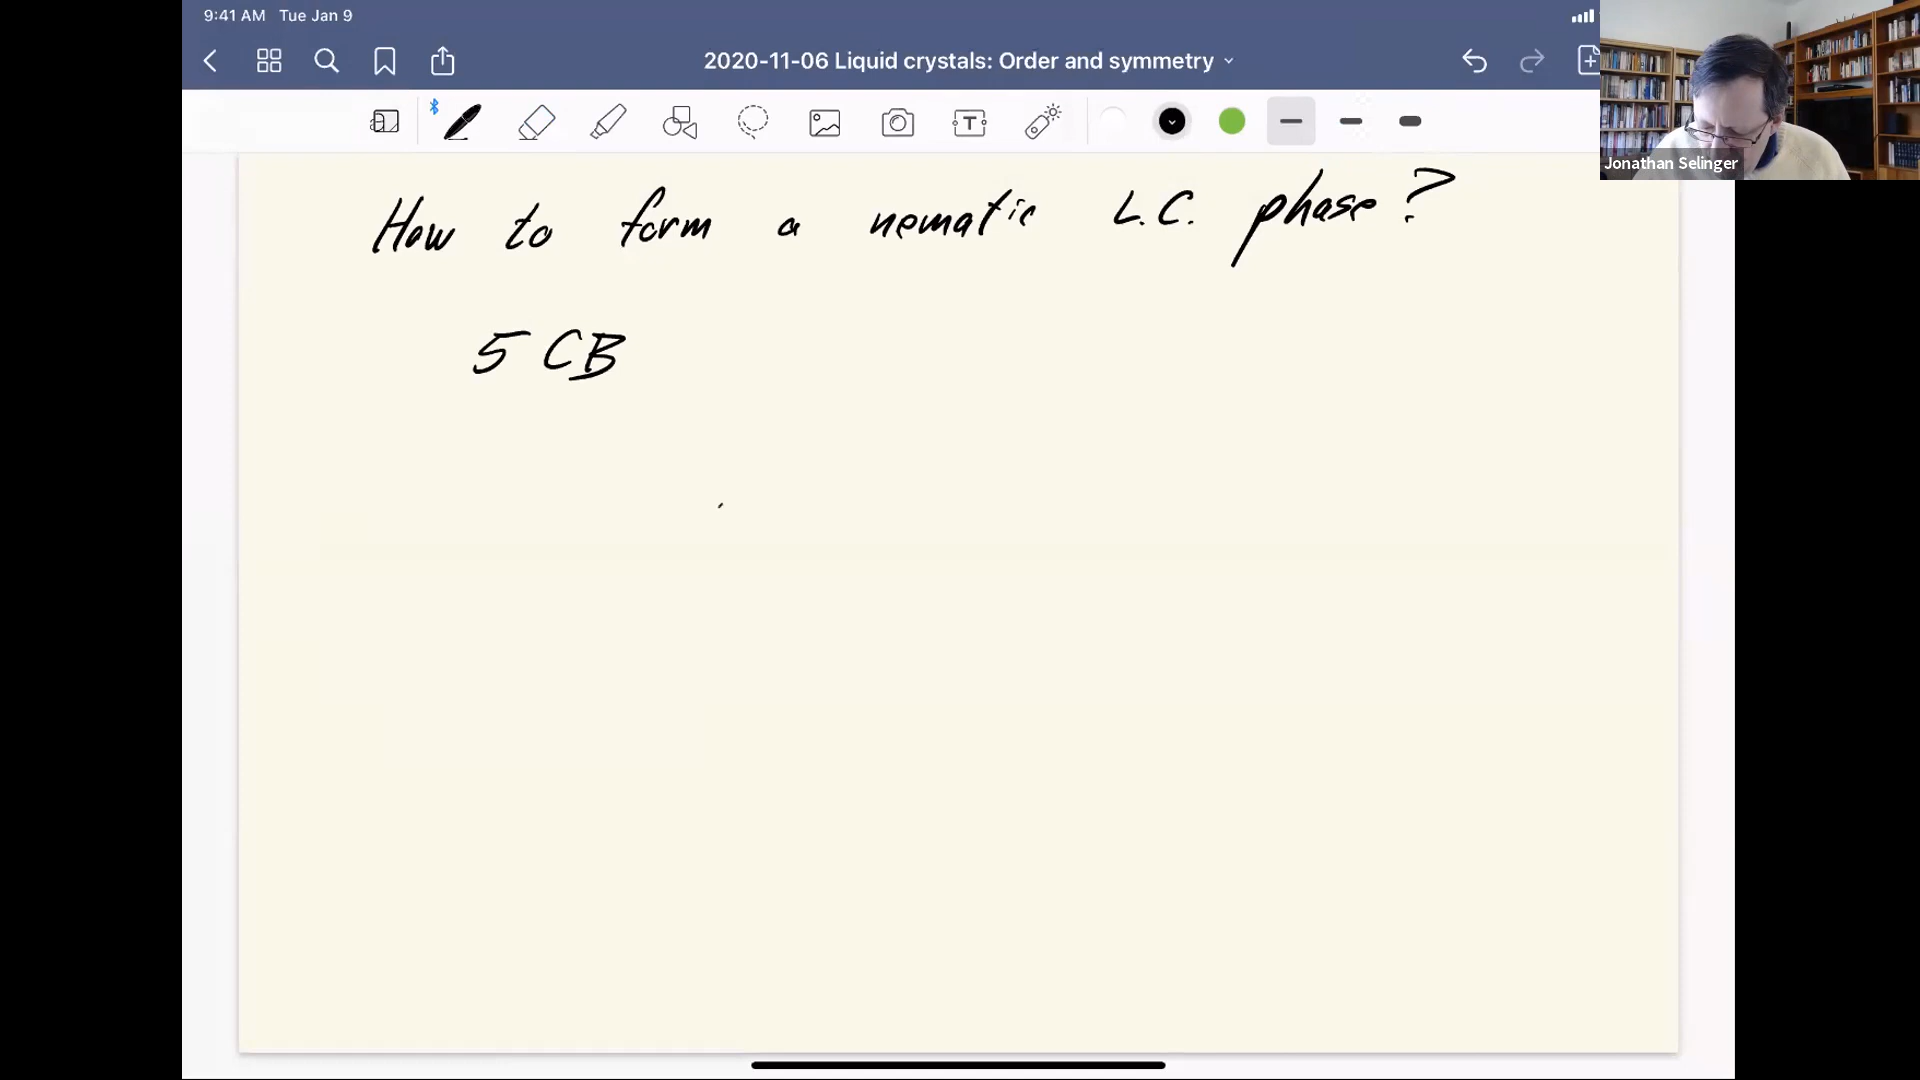 9:41 AM Tue Jan 9
2020-11-06 Liquid crystals: Order and symmetry
Jonathan Selinger
How to form a nematic L.C. phase?
5 CB